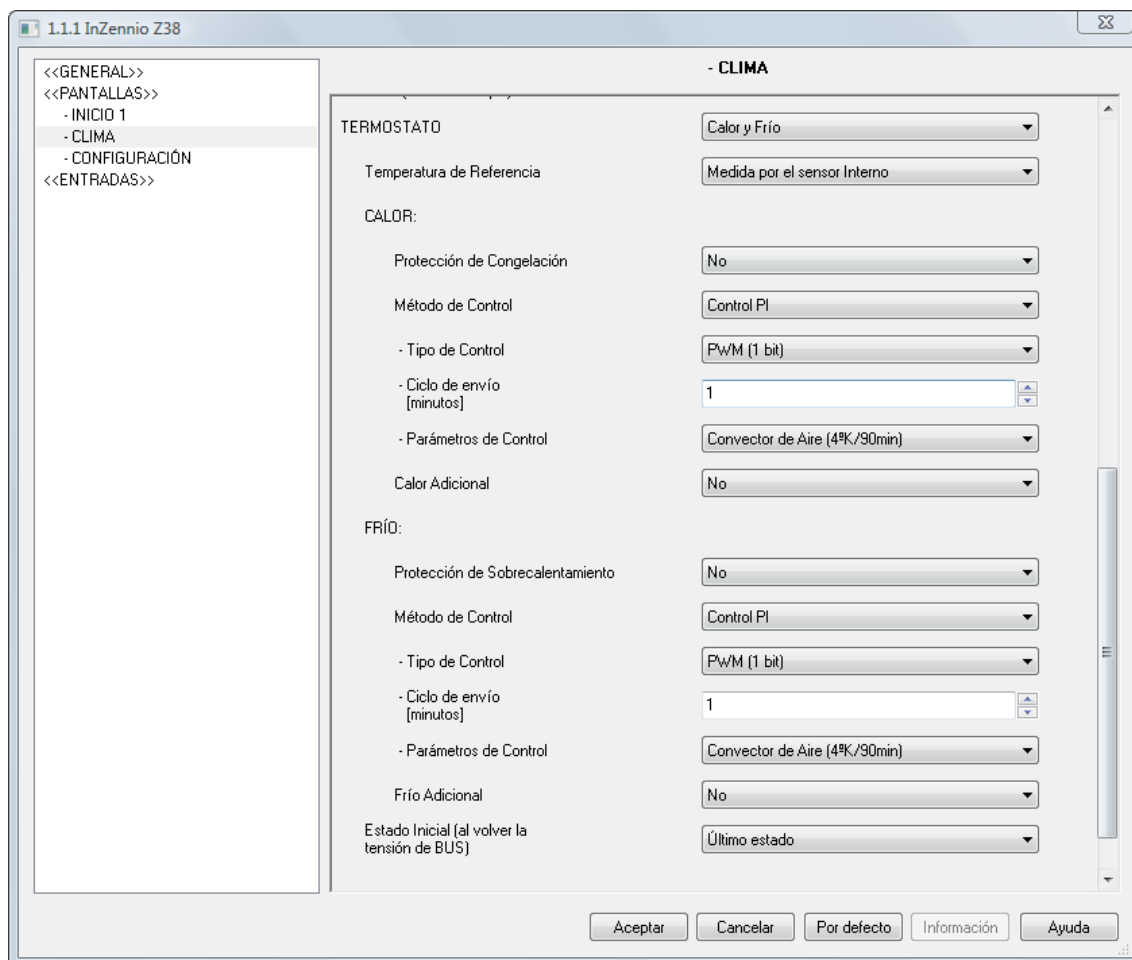 1.1.1 InZennio Z38
<<GENERAL>>
<<PANTALLAS>>
- INICIO 1
- CLIMA
- CONFIGURACIÓN
<<ENTRADAS>>
- CLIMA
TERMOSTATO Calor y Frío
Temperatura de Referencia Medida por el sensor Interno
CALOR:
Protección de Congelación No
Método de Control Control PI
- Tipo de Control PWM (1 bit)
- Ciclo de envío
[minutos] 1
- Parámetros de Control Convector de Aire (4ªK/90min)
Calor Adicional No
FRÍO:
Protección de Sobrecalentamiento No
Método de Control Control PI
- Tipo de Control PWM (1 bit)
- Ciclo de envío
[minutos] 1
- Parámetros de Control Convector de Aire (4ªK/90min)
Frío Adicional No
Estado Inicial (al volver la
tensión de BUS) Último estado
Aceptar Cancelar Por defecto Información Ayuda